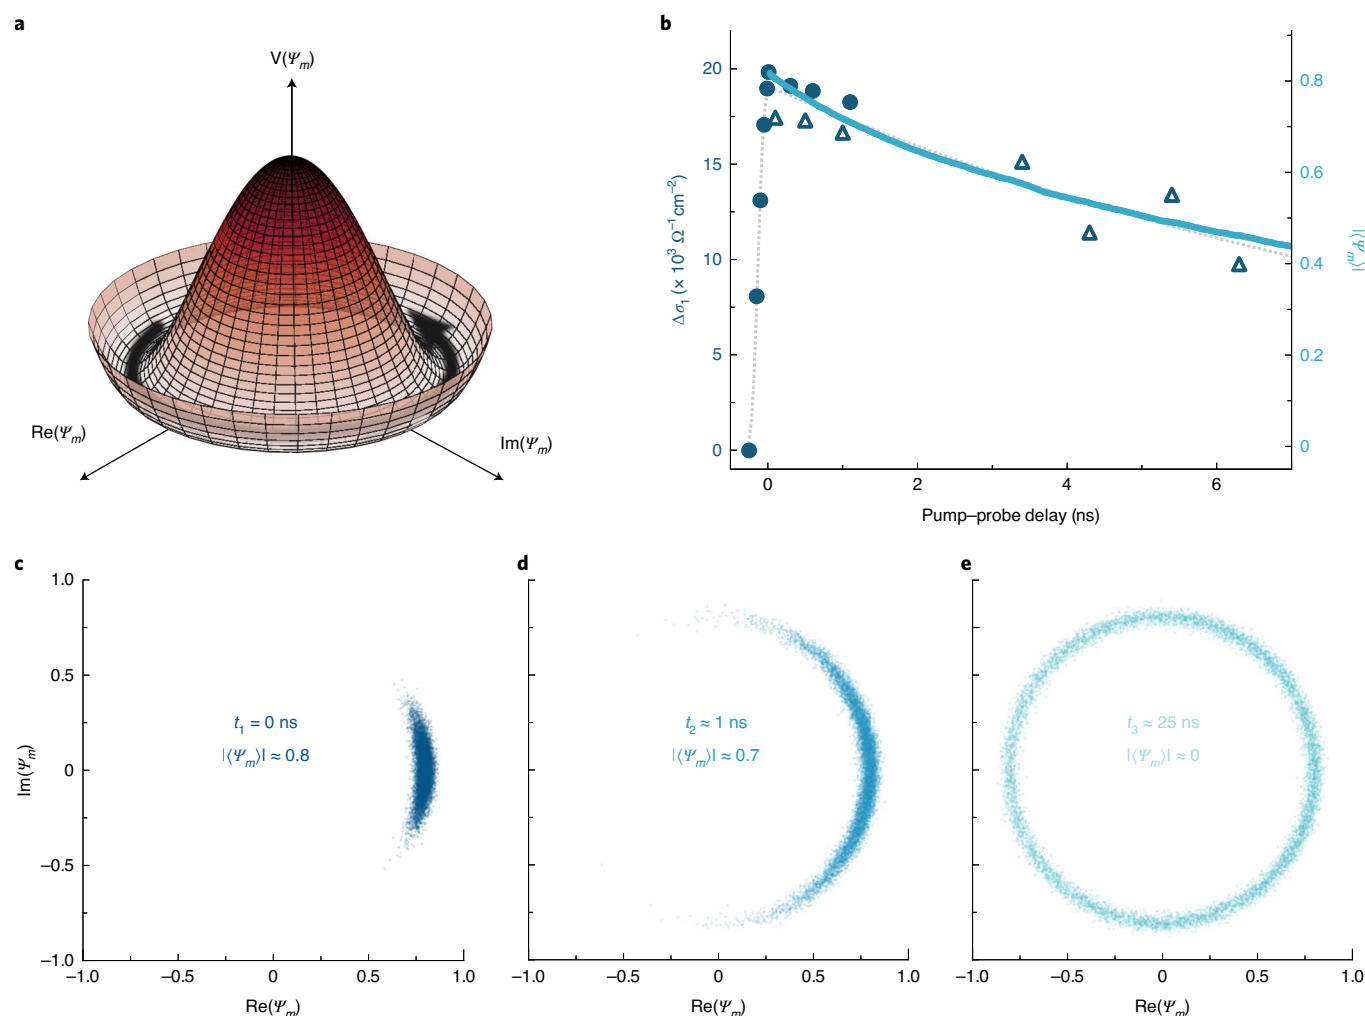 a
V(Ψm)
Re(Ψm)
Im(Ψm)
b
20
15
10
5
0
Δσ1 (× 10³ Ω⁻¹ cm⁻²)
0.8
0.6
0.4
0.2
0
|⟨Ψm⟩|
0
2
4
6
Pump–probe delay (ns)
c
1.0
0.5
0
–0.5
–1.0
Im(Ψm)
t1 = 0 ns
|⟨Ψm⟩| ≈ 0.8
–1.0
–0.5
0
0.5
1.0
Re(Ψm)
d
t2 ≈ 1 ns
|⟨Ψm⟩| ≈ 0.7
–1.0
–0.5
0
0.5
1.0
Re(Ψm)
e
t3 ≈ 25 ns
|⟨Ψm⟩| ≈ 0
–1.0
–0.5
0
0.5
1.0
Re(Ψm)